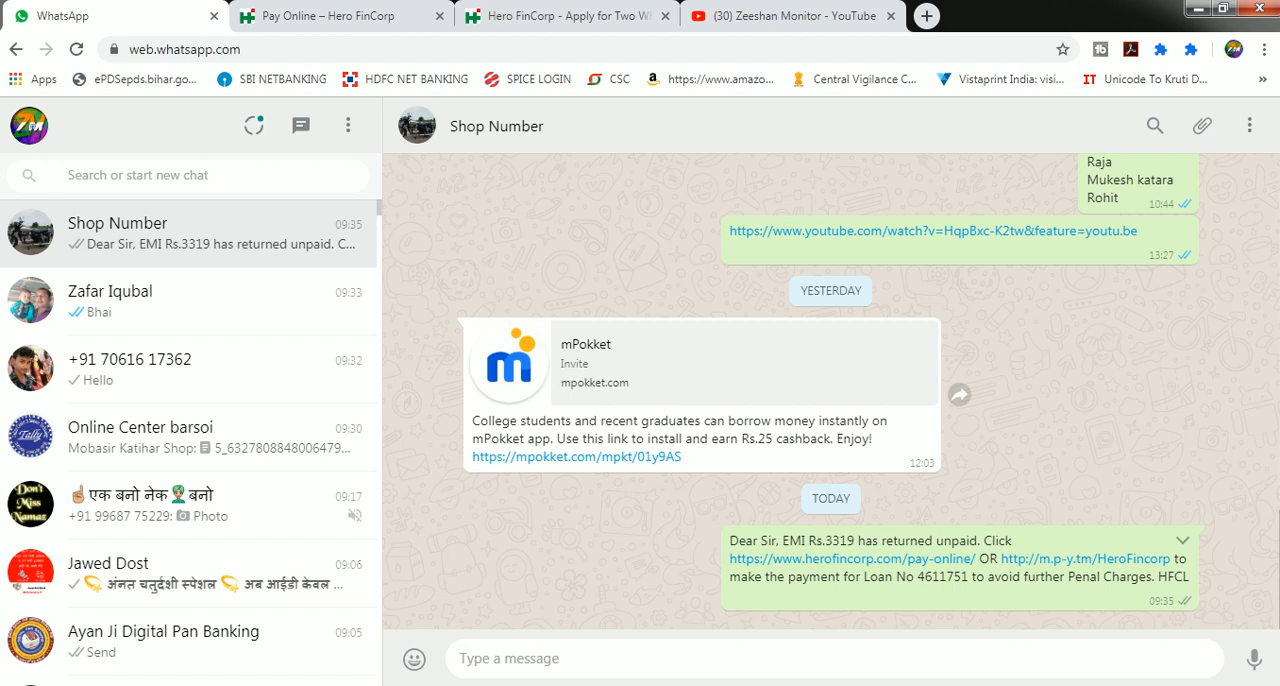 WhatsApp
Pay Online – Hero FinCorp
Hero FinCorp - Apply for Two W
(30) Zeeshan Monitor - YouTube
web.whatsapp.com
Apps
ePDSepds.bihar.go...
SBI NETBANKING
HDFC NET BANKING
SPICE LOGIN
CSC
https://www.amazo...
Central Vigilance C...
Vistaprint India: visi...
IT Unicode To Kruti D...
ZM
Search or start new chat
Shop Number
09:35
Dear Sir, EMI Rs.3319 has returned unpaid. C...
Zafar Iqubal
09:33
Bhai
+91 70616 17362
09:32
Hello
Tally
Online Center barsoi
09:30
Mobasir Katihar Shop: 5_6327808848006479...
Don't
Miss
Namaz
☝🏽एक बनो नेक👳🏽बनो
09:17
+91 99687 75229: Photo
Jawed Dost
09:06
💫 अंनत चतुर्दशी स्पेशल 💫 अब आईडी केवल ...
Ayan Ji Digital Pan Banking
09:05
Send
Shop Number
Raja
Mukesh katara
Rohit
10:44
https://www.youtube.com/watch?v=HqpBxc-K2tw&feature=youtu.be
13:27
YESTERDAY
m
mPokket
Invite
mpokket.com
College students and recent graduates can borrow money instantly on
mPokket app. Use this link to install and earn Rs.25 cashback. Enjoy!
https://mpokket.com/mpkt/01y9AS
12:03
TODAY
Dear Sir, EMI Rs.3319 has returned unpaid. Click
https://www.herofincorp.com/pay-online/ OR http://m.p-y.tm/HeroFincorp to
make the payment for Loan No 4611751 to avoid further Penal Charges. HFCL
09:35
Type a message